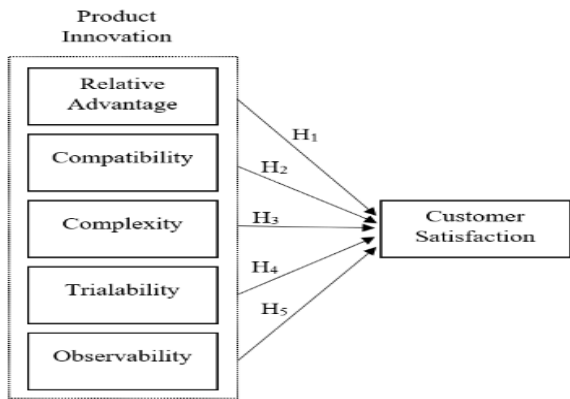 Product
Innovation
Relative
Advantage
Compatibility
Complexity
Trialability
Observability
H₁
H₂
H₃
H₄
H₅
Customer
Satisfaction